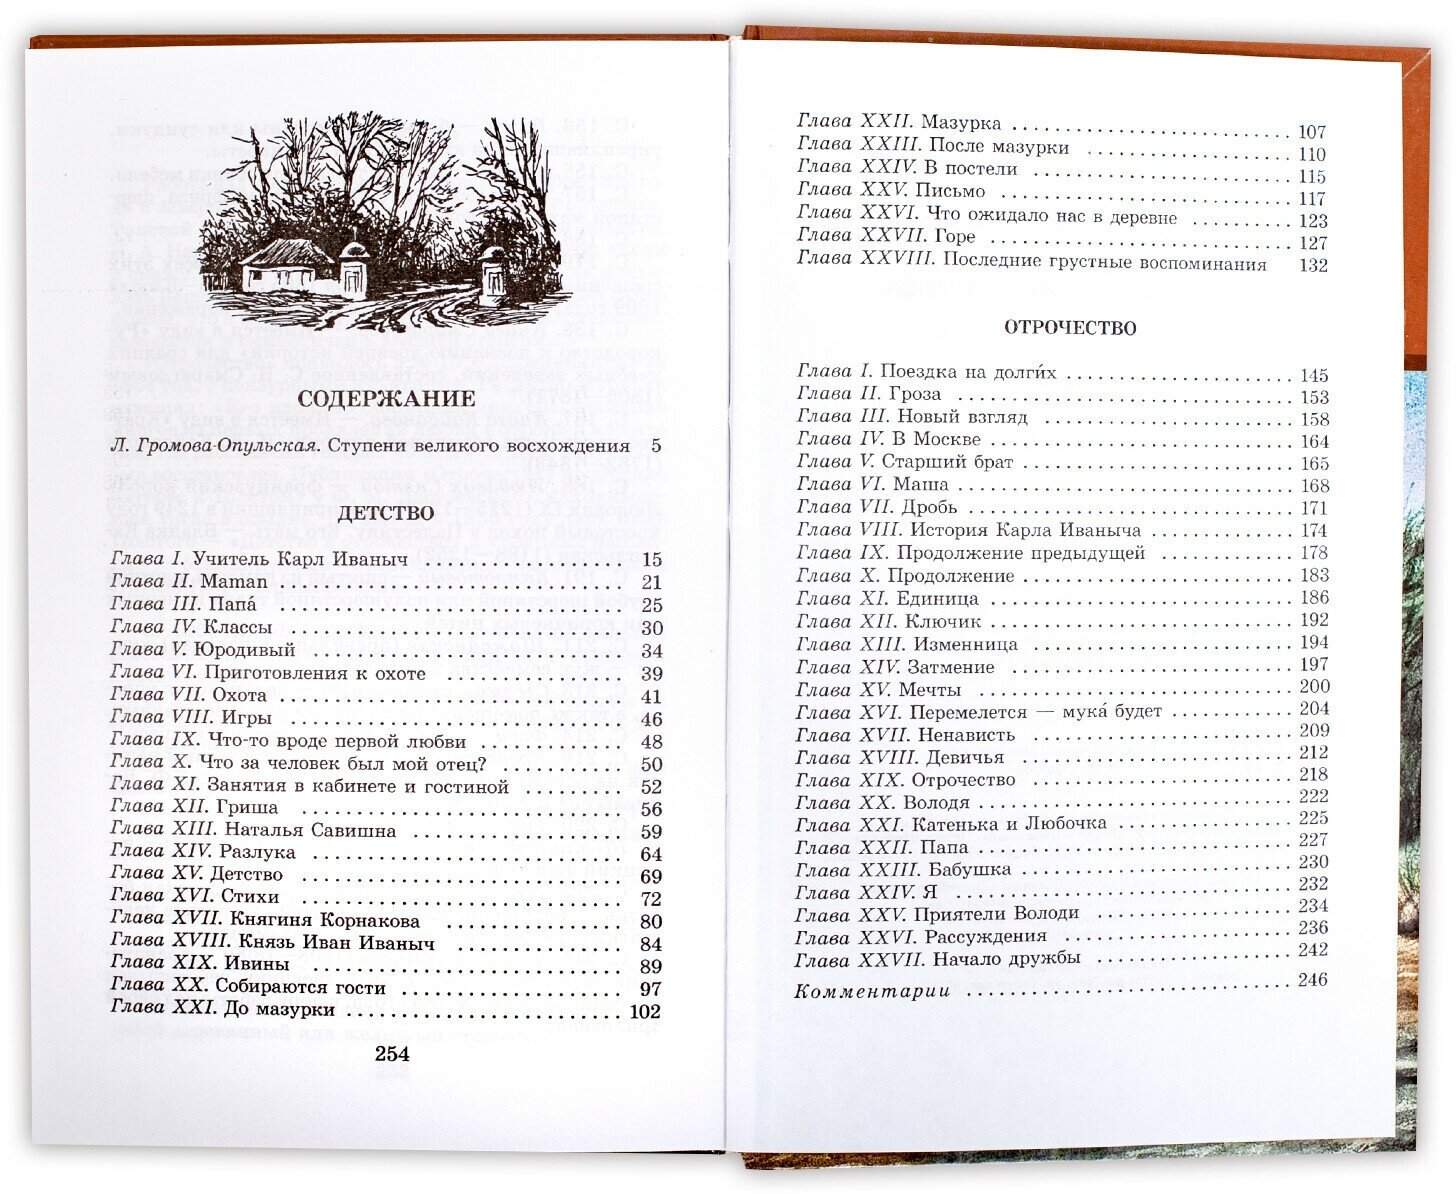 СОДЕРЖАНИЕ
Л. Громова-Опульская. Ступени великого восхождения 5
ДЕТСТВО
Глава I. Учитель Карл Иваныч . . . . . . . . . . . . . . . . . 15
Глава II. Maman . . . . . . . . . . . . . . . . . 21
Глава III. Папа́ . . . . . . . . . . . . . . . . . 25
Глава IV. Классы . . . . . . . . . . . . . . . . . 30
Глава V. Юродивый . . . . . . . . . . . . . . . . . 34
Глава VI. Приготовления к охоте . . . . . . . . . . . . . . 39
Глава VII. Охота . . . . . . . . . . . . . . . . . 41
Глава VIII. Игры . . . . . . . . . . . . . . . . . 46
Глава IX. Что-то вроде первой любви . . . . . . . . . . . 48
Глава X. Что за человек был мой отец? . . . . . . . . . . 50
Глава XI. Занятия в кабинете и гостиной . . . . . . . . 52
Глава XII. Гриша . . . . . . . . . . . . . . . . . 56
Глава XIII. Наталья Савишна . . . . . . . . . . . . . . . . . 59
Глава XIV. Разлука . . . . . . . . . . . . . . . . . 64
Глава XV. Детство . . . . . . . . . . . . . . . . . 69
Глава XVI. Стихи . . . . . . . . . . . . . . . . . 72
Глава XVII. Княгиня Корнакова . . . . . . . . . . . . . . . 80
Глава XVIII. Князь Иван Иваныч . . . . . . . . . . . . . 84
Глава XIX. Ивины . . . . . . . . . . . . . . . . . 89
Глава XX. Собираются гости . . . . . . . . . . . . . . . . . 97
Глава XXI. До мазурки . . . . . . . . . . . . . . . . . 102
254
Глава XXII. Мазурка . . . . . . . . . . . . . . . . . 107
Глава XXIII. После мазурки . . . . . . . . . . . . . . . . . 110
Глава XXIV. В постели . . . . . . . . . . . . . . . . . 115
Глава XXV. Письмо . . . . . . . . . . . . . . . . . 117
Глава XXVI. Что ожидало нас в деревне . . . . . . . . 123
Глава XXVII. Горе . . . . . . . . . . . . . . . . . 127
Глава XXVIII. Последние грустные воспоминания 132
ОТРОЧЕСТВО
Глава I. Поездка на долги́х . . . . . . . . . . . . . . . . . 145
Глава II. Гроза . . . . . . . . . . . . . . . . . 153
Глава III. Новый взгляд . . . . . . . . . . . . . . . . . 158
Глава IV. В Москве . . . . . . . . . . . . . . . . . 164
Глава V. Старший брат . . . . . . . . . . . . . . . . . 165
Глава VI. Маша . . . . . . . . . . . . . . . . . 168
Глава VII. Дробь . . . . . . . . . . . . . . . . . 171
Глава VIII. История Карла Иваныча . . . . . . . . . . . . 174
Глава IX. Продолжение предыдущей . . . . . . . . . . . . 178
Глава X. Продолжение . . . . . . . . . . . . . . . . . 183
Глава XI. Единица . . . . . . . . . . . . . . . . . 186
Глава XII. Ключик . . . . . . . . . . . . . . . . . 192
Глава XIII. Изменница . . . . . . . . . . . . . . . . . 194
Глава XIV. Затмение . . . . . . . . . . . . . . . . . 197
Глава XV. Мечты . . . . . . . . . . . . . . . . . 200
Глава XVI. Перемелется — мука́ будет . . . . . . . . . . 204
Глава XVII. Ненависть . . . . . . . . . . . . . . . . . 209
Глава XVIII. Девичья . . . . . . . . . . . . . . . . . 212
Глава XIX. Отрочество . . . . . . . . . . . . . . . . . 218
Глава XX. Володя . . . . . . . . . . . . . . . . . 222
Глава XXI. Катенька и Любочка . . . . . . . . . . . . . . 225
Глава XXII. Папа . . . . . . . . . . . . . . . . . 227
Глава XXIII. Бабушка . . . . . . . . . . . . . . . . . 230
Глава XXIV. Я . . . . . . . . . . . . . . . . . 232
Глава XXV. Приятели Володи . . . . . . . . . . . . . . . . 234
Глава XXVI. Рассуждения . . . . . . . . . . . . . . . . . 236
Глава XXVII. Начало дружбы . . . . . . . . . . . . . . . . 242
Комментарии . . . . . . . . . . . . . . . . . 246